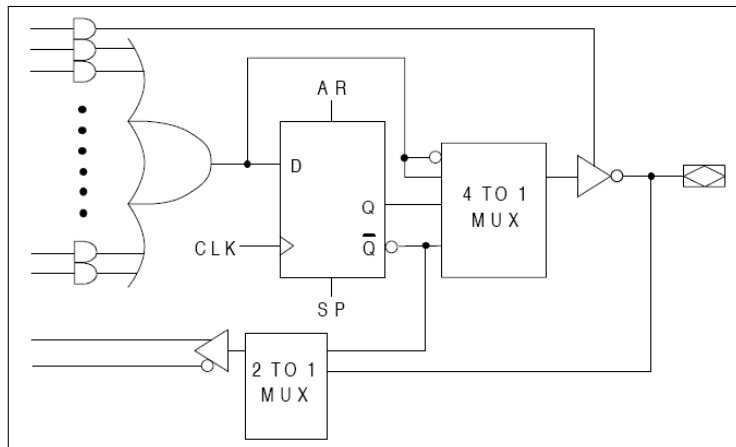 AR
D
Q
4 TO 1
MUX
CLK
Q̅
SP
2 TO 1
MUX